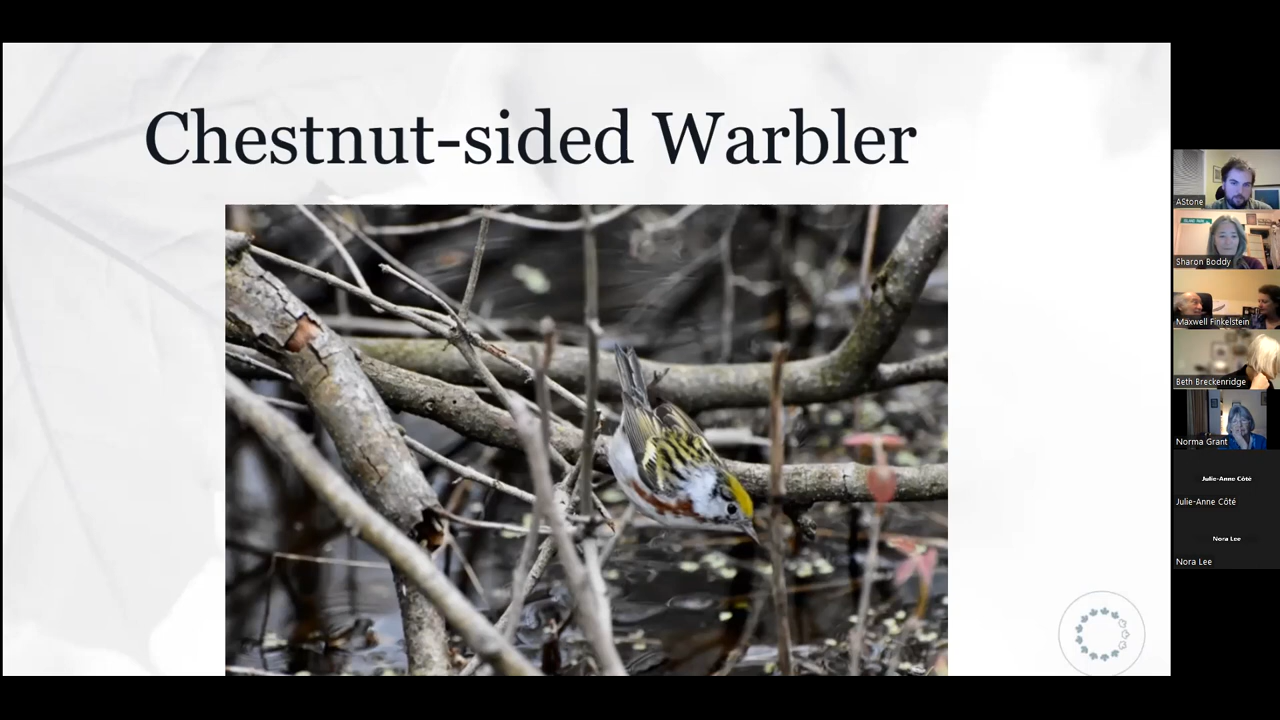 Chestnut-sided Warbler
AStone
Sharon Boddy
Maxwell Finkelstein
Beth Breckenridge
Norma Grant
Julie-Anne Côté
Julie-Anne Côté
Nora Lee
Nora Lee